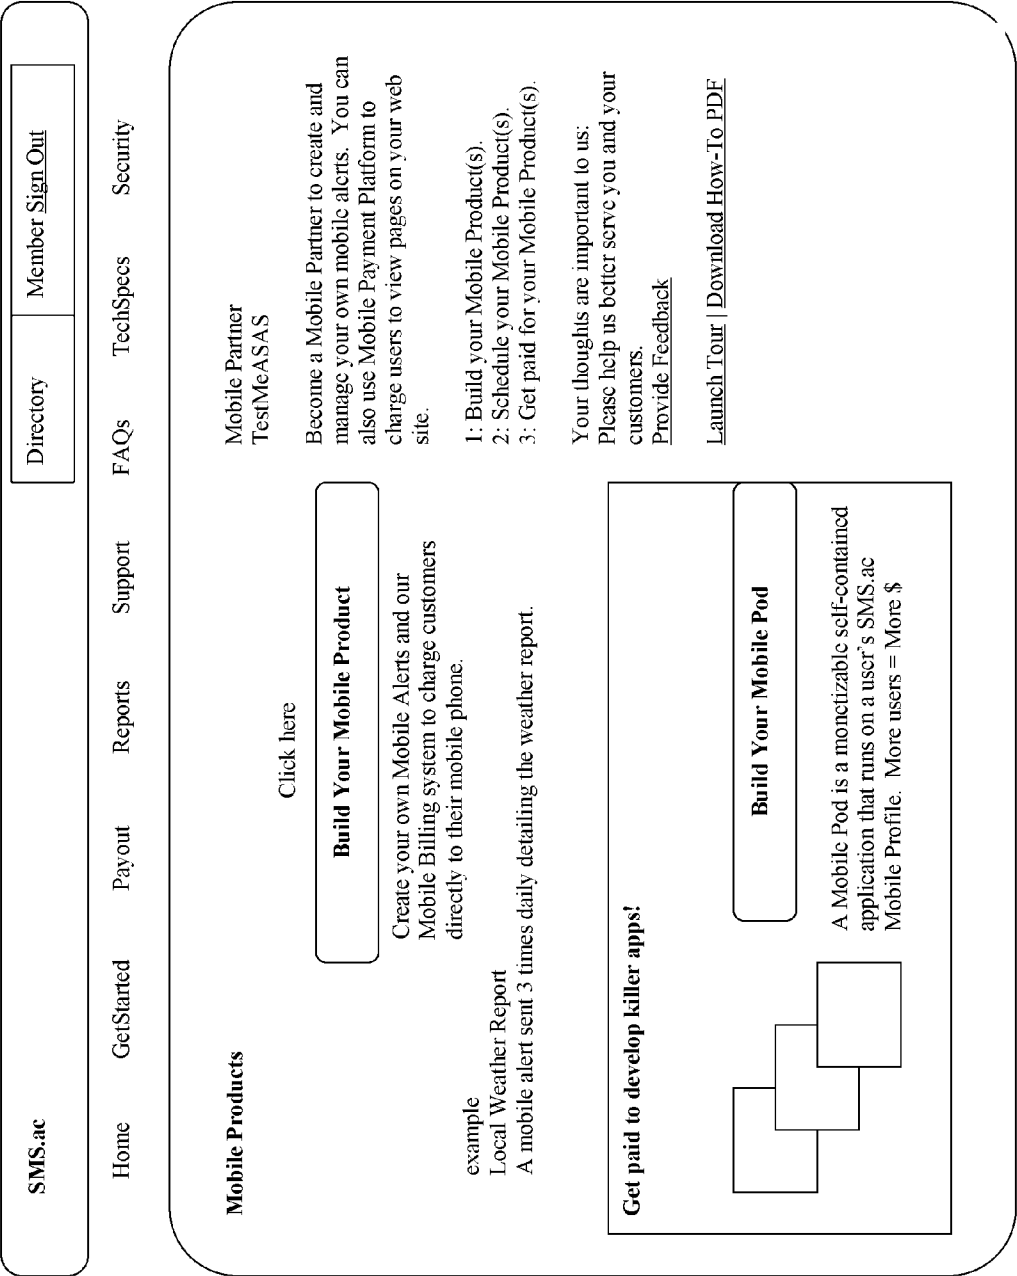 SMS.ac
Directory
Member Sign Out
Home
GetStarted
Payout
Reports
Support
FAQs
TechSpecs
Security
Mobile Products
Click here
Build Your Mobile Product
Create your own Mobile Alerts and our
Mobile Billing system to charge customers
directly to their mobile phone.
example
Local Weather Report
A mobile alert sent 3 times daily detailing the weather report.
Get paid to develop killer apps!
Build Your Mobile Pod
A Mobile Pod is a monetizable self-contained
application that runs on a user's SMS.ac
Mobile Profile. More users = More $
Mobile Partner
TestMeASAS
Become a Mobile Partner to create and
manage your own mobile alerts. You can
also use Mobile Payment Platform to
charge users to view pages on your web
site.
1: Build your Mobile Product(s).
2: Schedule your Mobile Product(s).
3: Get paid for your Mobile Product(s).
Your thoughts are important to us:
Please help us better serve you and your
customers.
Provide Feedback
Launch Tour | Download How-To PDF